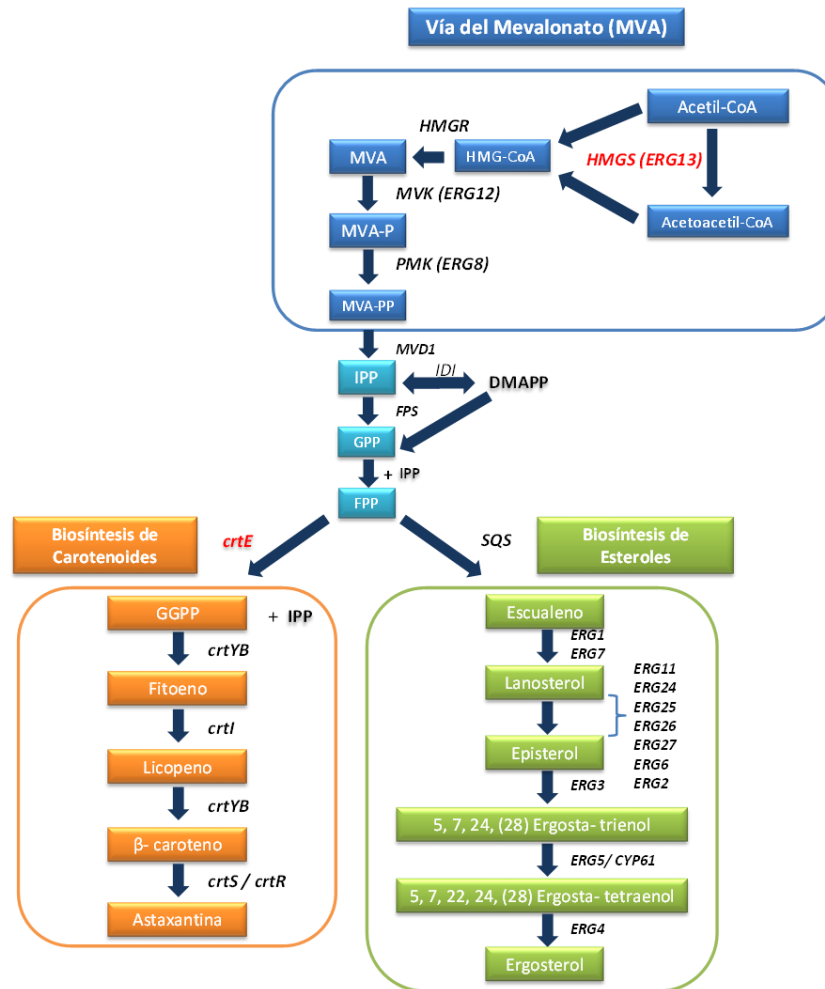 Vía del Mevalonato (MVA)
Acetil-CoA
HMGR
MVA
HMG-CoA
HMGS (ERG13)
MVK (ERG12)
MVA-P
Acetoacetil-CoA
PMK (ERG8)
MVA-PP
MVD1
IPP
IDI
DMAPP
FPS
GPP
+ IPP
FPP
Biosíntesis de
Carotenoides
crtE
SQS
Biosíntesis de
Esteroles
GGPP
+ IPP
crtYB
Fitoeno
crtI
Licopeno
crtYB
β- caroteno
crtS / crtR
Astaxantina
Escualeno
ERG1
ERG7
Lanosterol
ERG11
ERG24
ERG25
ERG26
ERG27
ERG6
ERG2
Episterol
ERG3
5, 7, 24, (28) Ergosta- trienol
ERG5/ CYP61
5, 7, 22, 24, (28) Ergosta- tetraenol
ERG4
Ergosterol